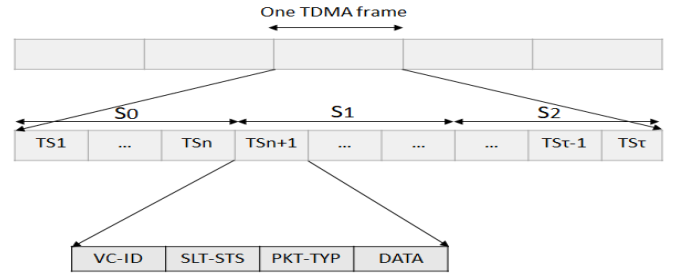 One TDMA frame
S0 S1 S2
TS1 ... TSn TSn+1 ... ... ... TSτ-1 TSτ
VC-ID SLT-STS PKT-TYP DATA